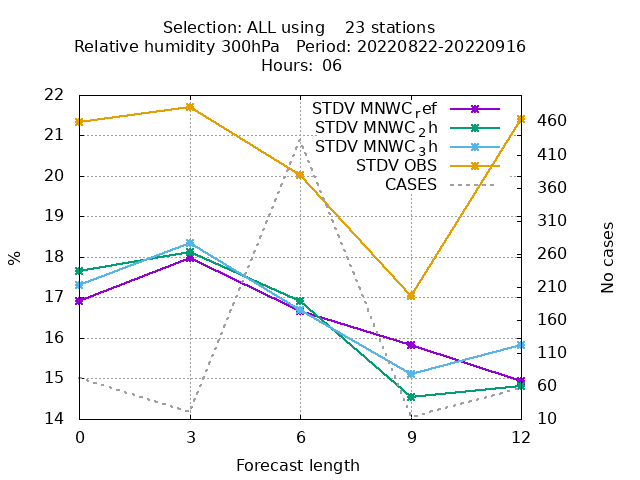 Selection: ALL using    23 stations
Relative humidity 300hPa   Period: 20220822-20220916
Hours: 06
STDV MNWC_ref
STDV MNWC_2h
STDV MNWC_3h
STDV OBS
CASES
22
21
20
19
18
17
16
15
14
%
460
410
360
310
260
210
160
110
60
10
No cases
0 3 6 9 12
Forecast length